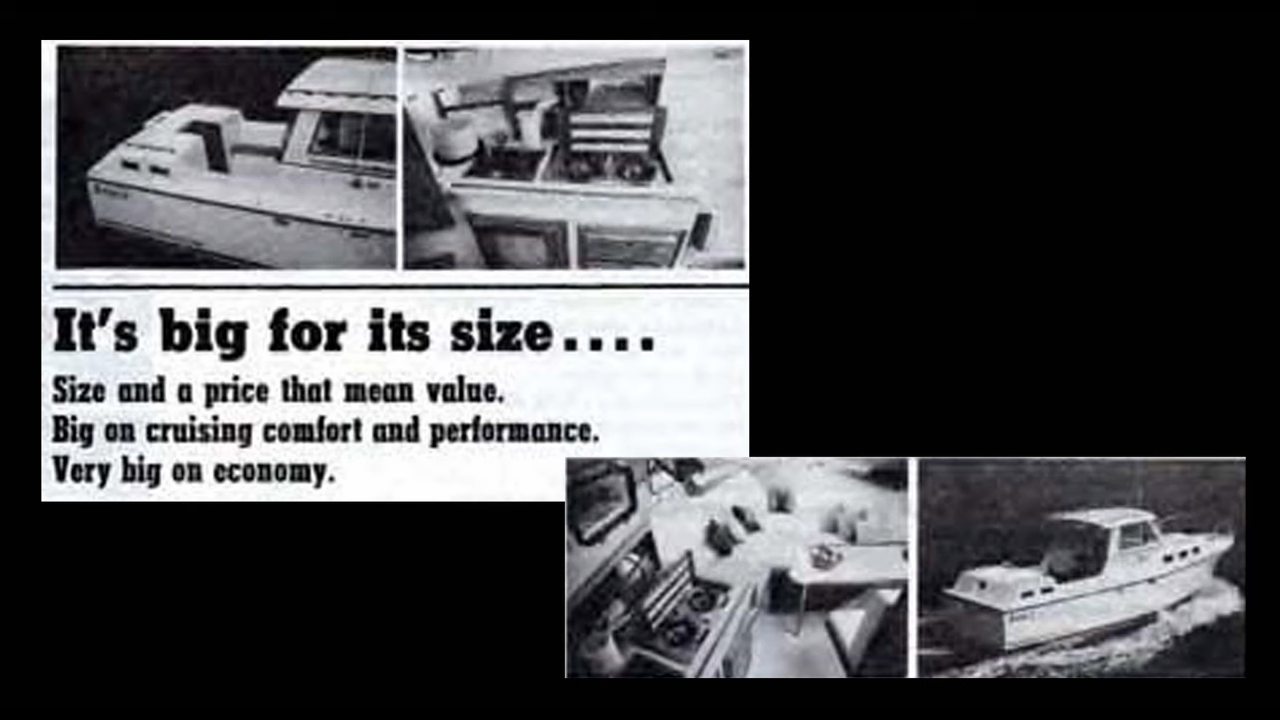 It's big for its size....
Size and a price that mean value.
Big on cruising comfort and performance.
Very big on economy.